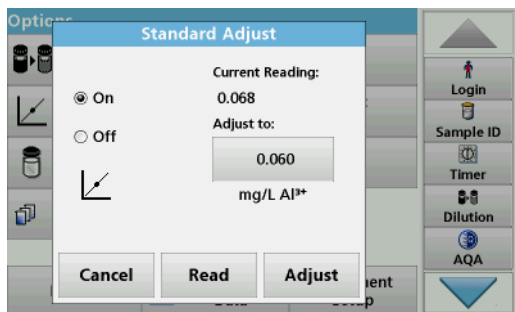 Options
Standard Adjust
Current Reading:
On
0.068
Adjust to:
Off
0.060
mg/L Al³⁺
Cancel
Read
Adjust
Login
Sample ID
Timer
Dilution
AQA